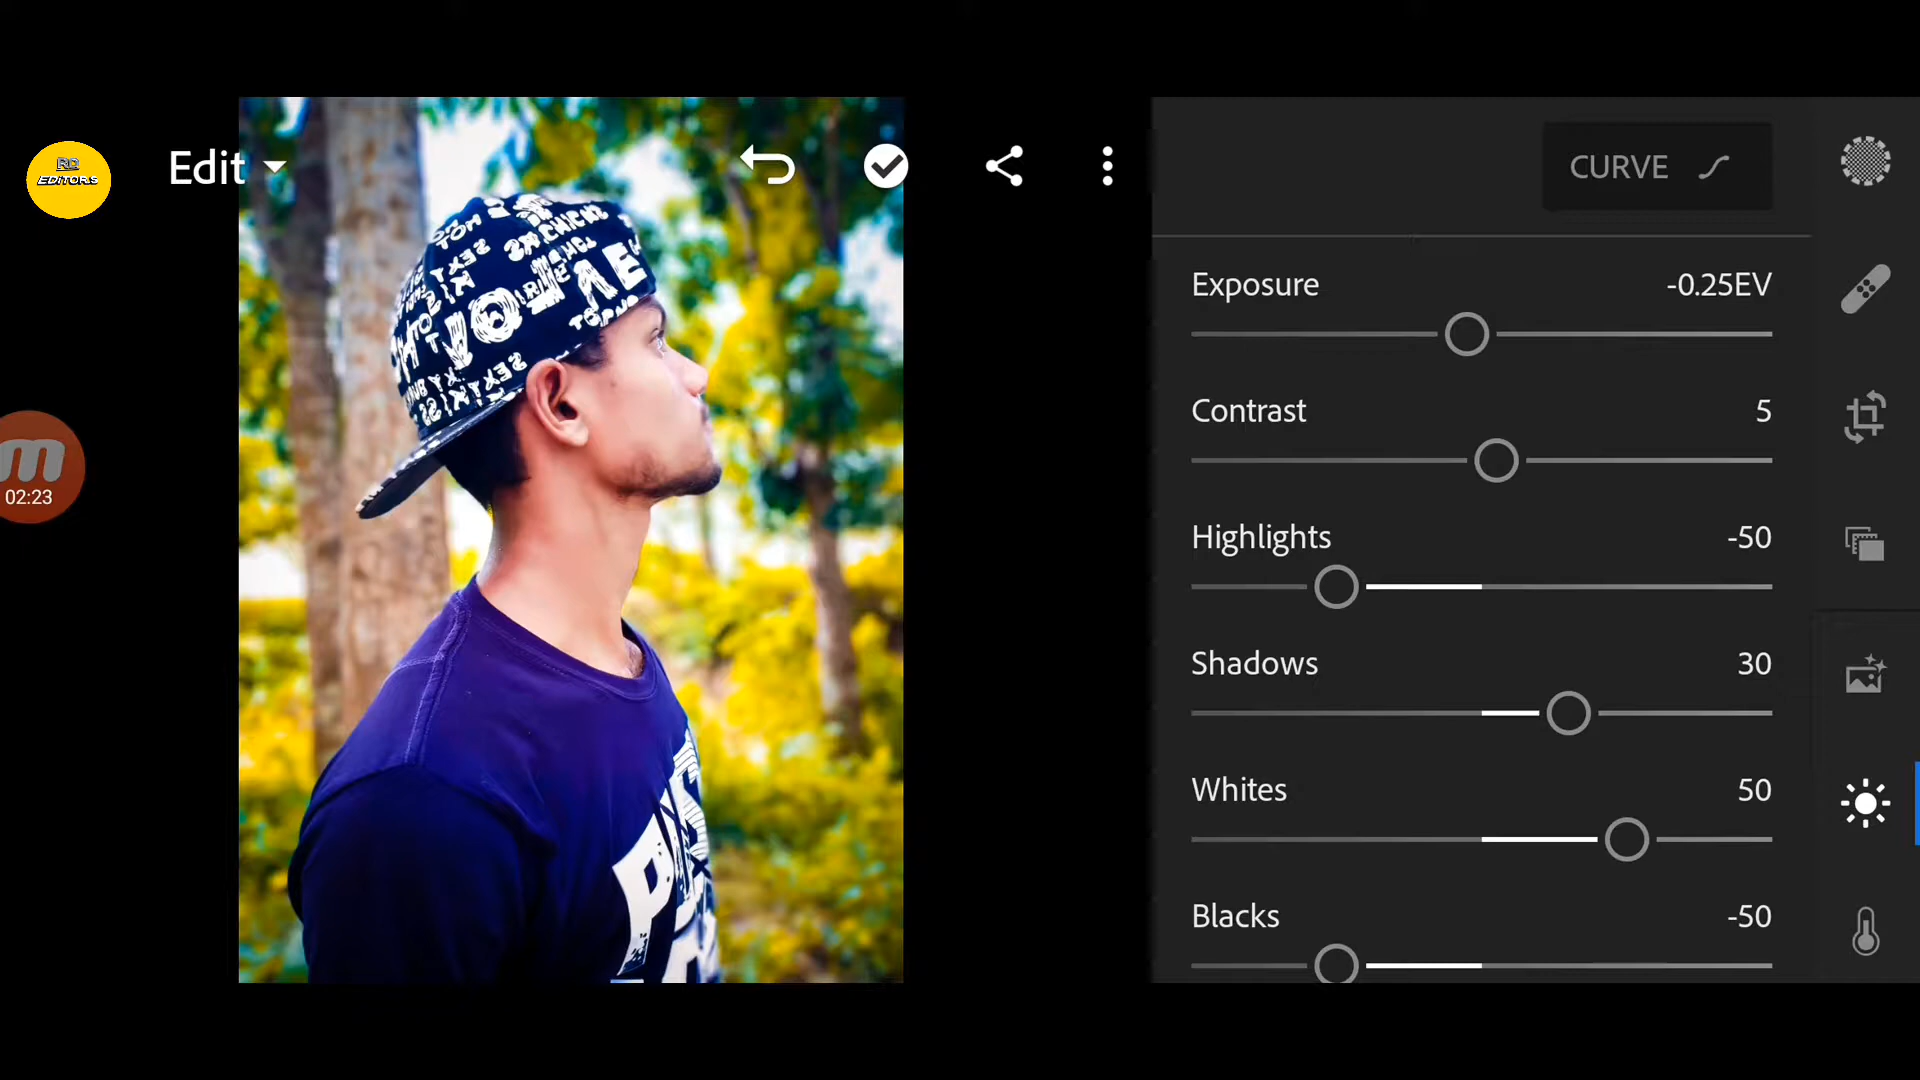 RD
EDITORS
Edit
CURVE
Exposure -0.25EV
Contrast 5
Highlights -50
Shadows 30
Whites 50
Blacks -50
m
02:23